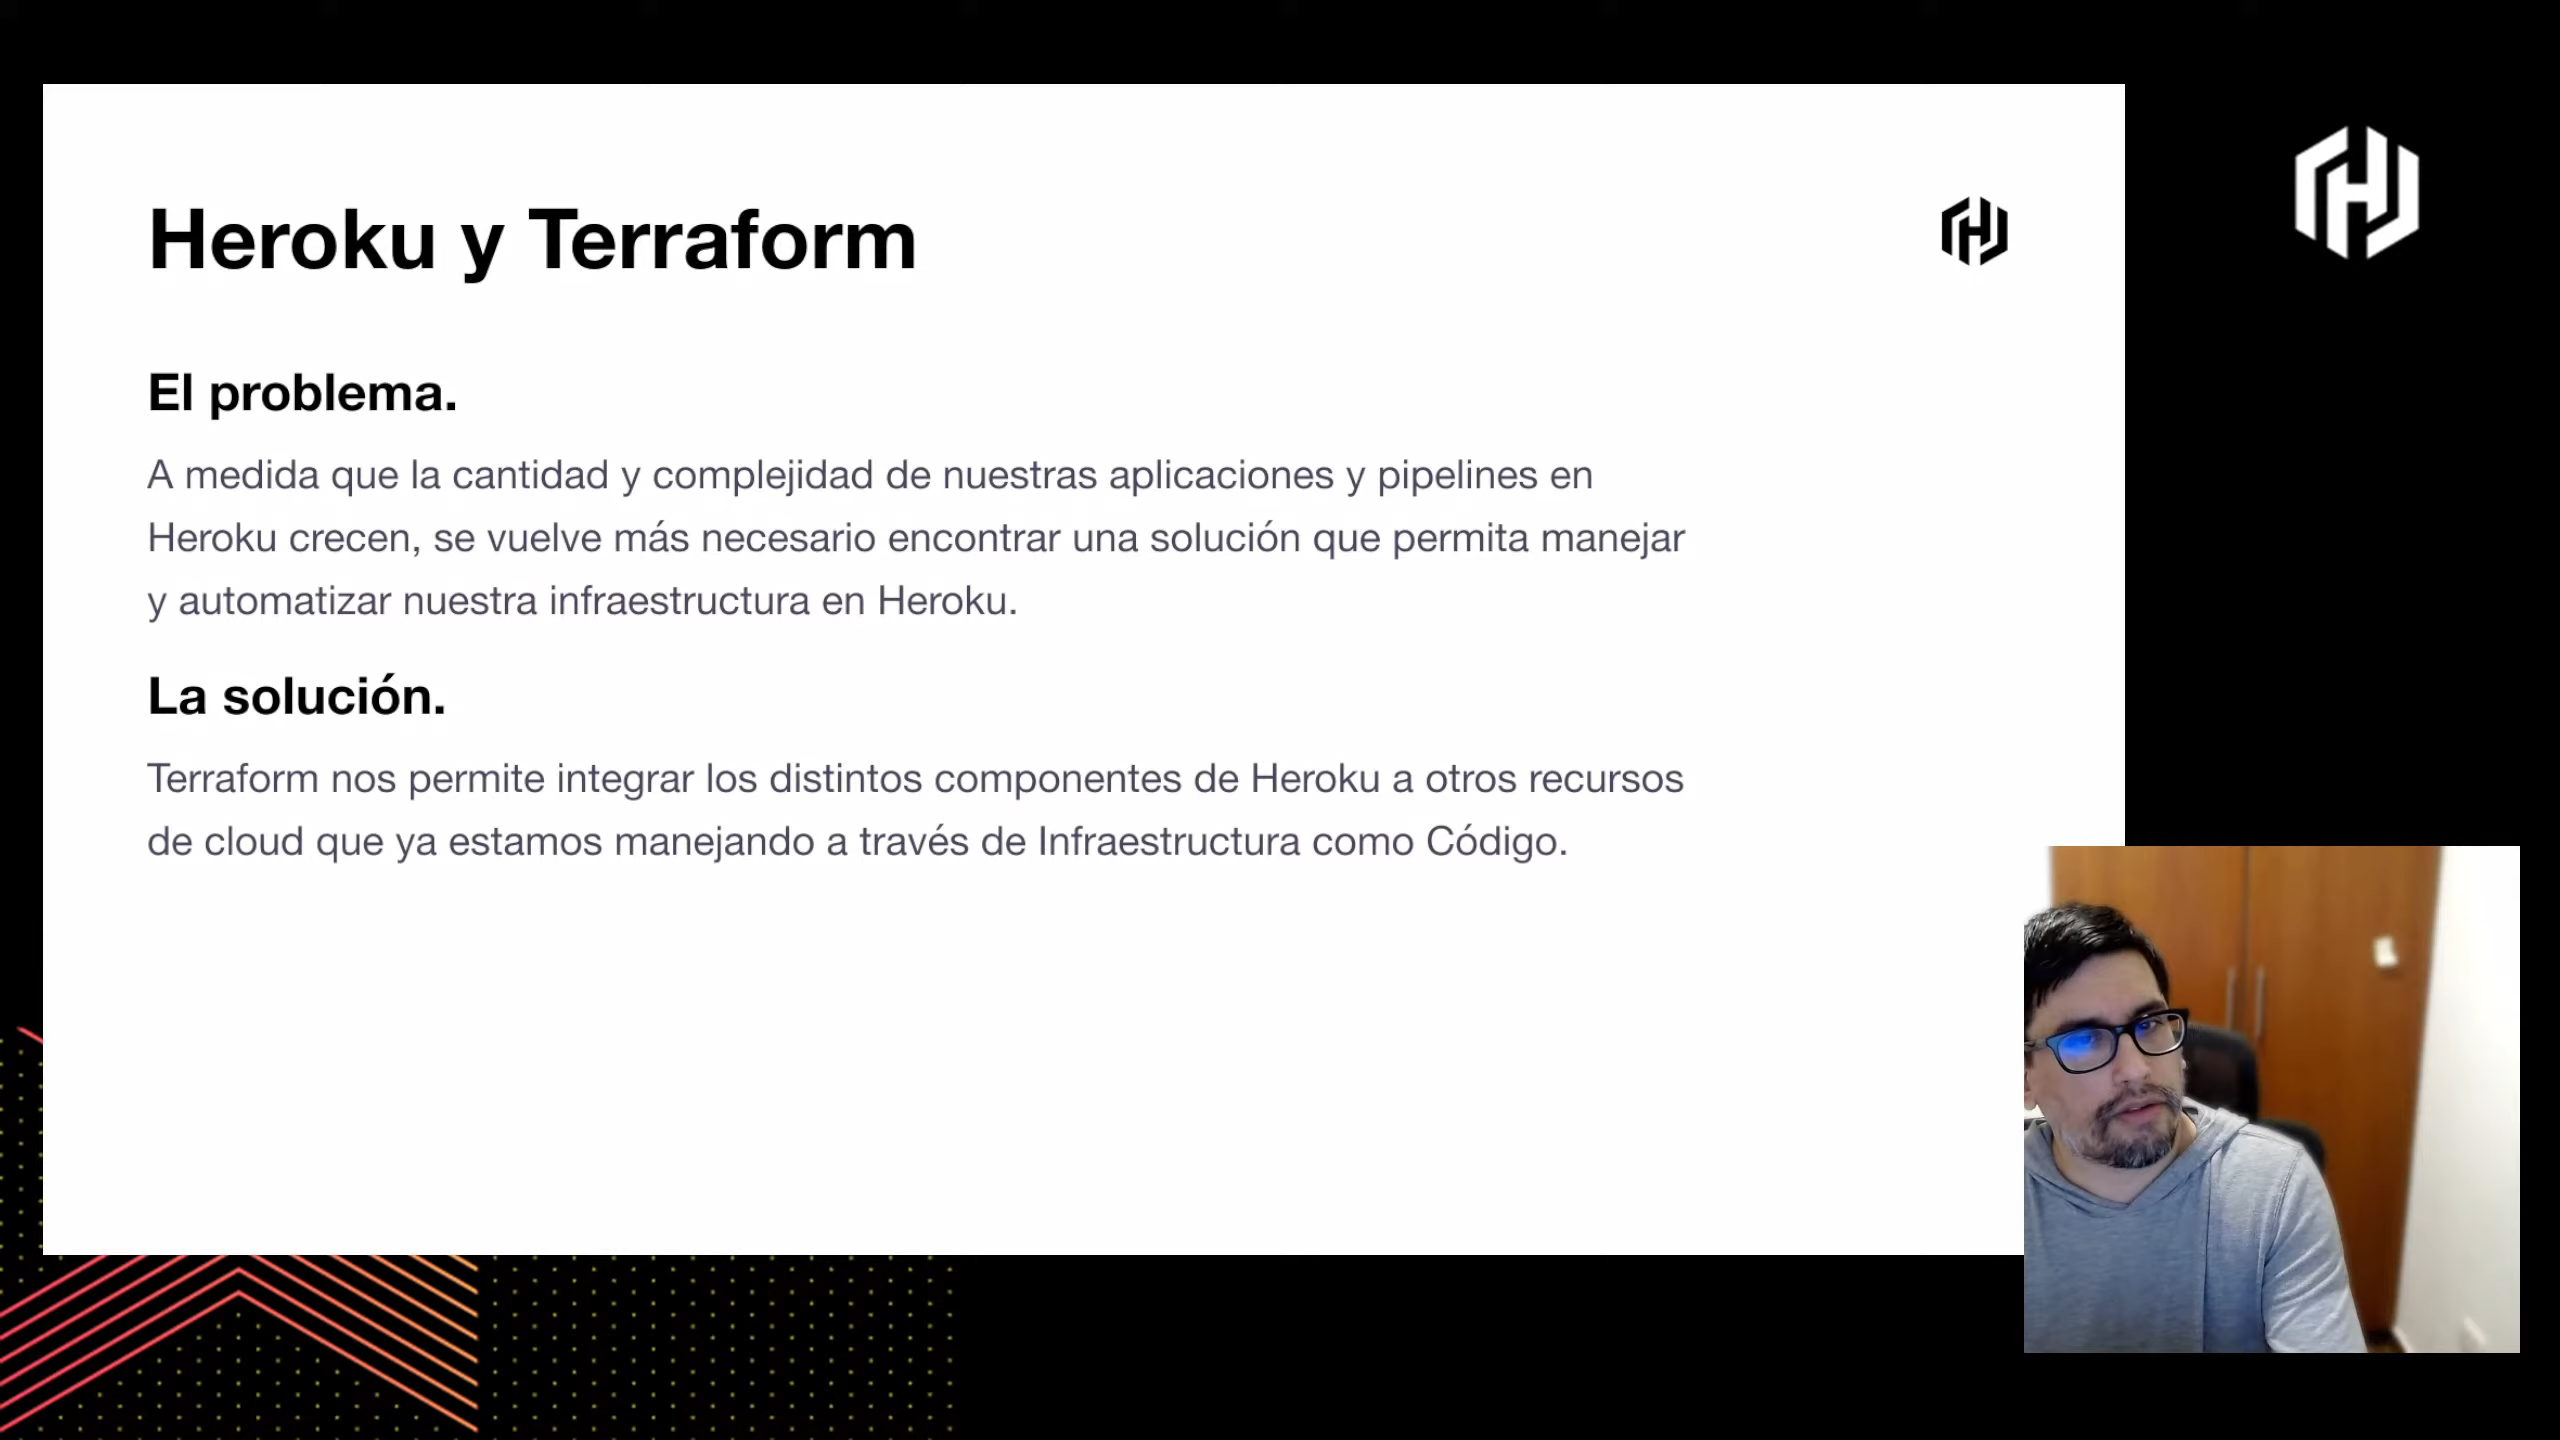 Heroku y Terraform
El problema.
A medida que la cantidad y complejidad de nuestras aplicaciones y pipelines en
Heroku crecen, se vuelve más necesario encontrar una solución que permita manejar
y automatizar nuestra infraestructura en Heroku.
La solución.
Terraform nos permite integrar los distintos componentes de Heroku a otros recursos
de cloud que ya estamos manejando a través de Infraestructura como Código.